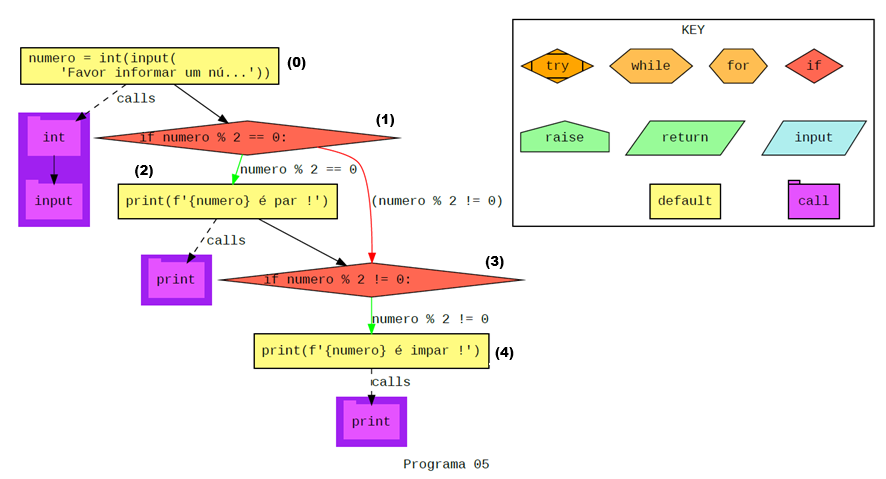 numero = int(input(
'Favor informar um nú...'))
(0)
calls
int
input
(1)
if numero % 2 == 0:
(2)
numero % 2 == 0
print(f'{numero} é par !')
(numero % 2 != 0)
calls
print
(3)
if numero % 2 != 0:
numero % 2 != 0
print(f'{numero} é impar !')
(4)
calls
print
Programa 05
KEY
try
while
for
if
raise
return
input
default
call